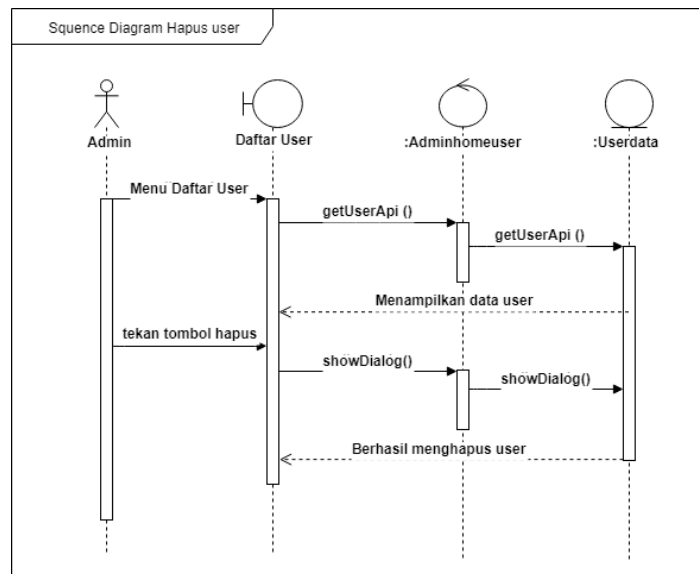 Squence Diagram Hapus user
Admin
Daftar User
:Adminhomeuser
:Userdata
Menu Daftar User
getUserApi ()
getUserApi ()
Menampilkan data user
tekan tombol hapus
showDialog()
showDialog()
Berhasil menghapus user